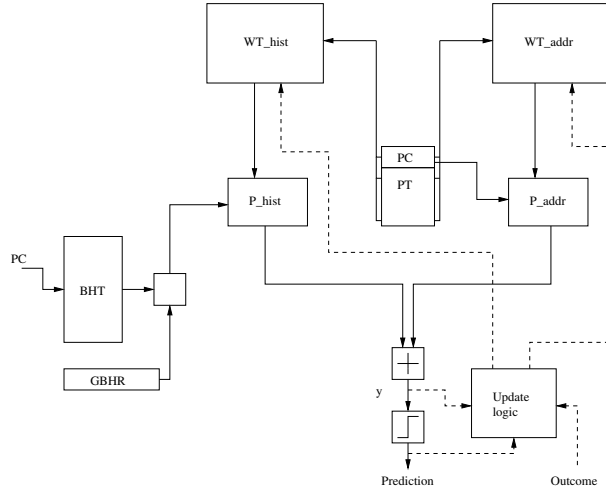 WT_hist
WT_addr
PC
PT
P_hist
P_addr
PC
BHT
GBHR
y
Update
logic
Prediction
Outcome